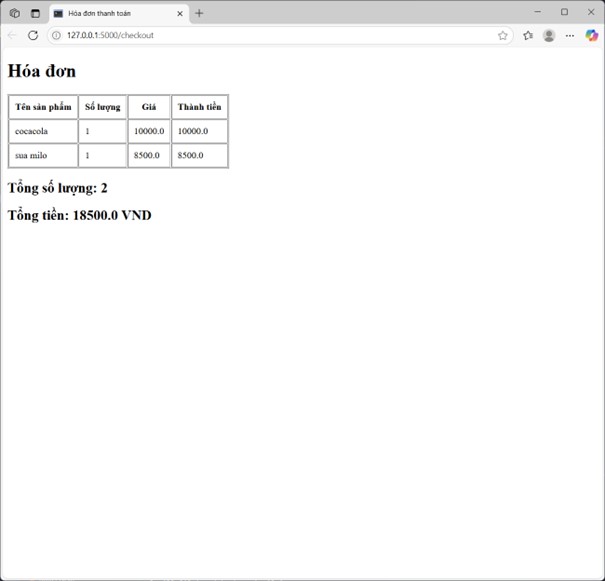 Hóa đơn thanh toán
127.0.0.1:5000/checkout
Hóa đơn
Tên sản phẩm Số lượng Giá Thành tiền
cocacola 1 10000.0 10000.0
sua milo 1 8500.0 8500.0
Tổng số lượng: 2
Tổng tiền: 18500.0 VND